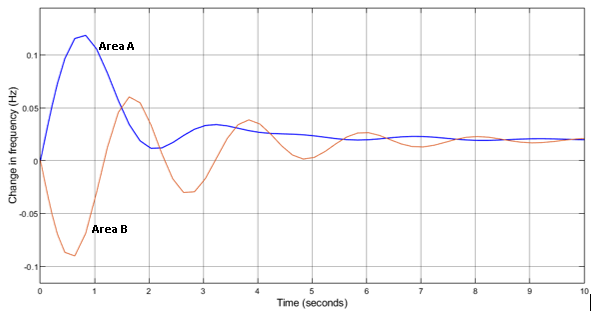 0.1
0.05
0
-0.05
-0.1
Change in frequency (Hz)
Area A
Area B
0 1 2 3 4 5 6 7 8 9 10
Time (seconds)